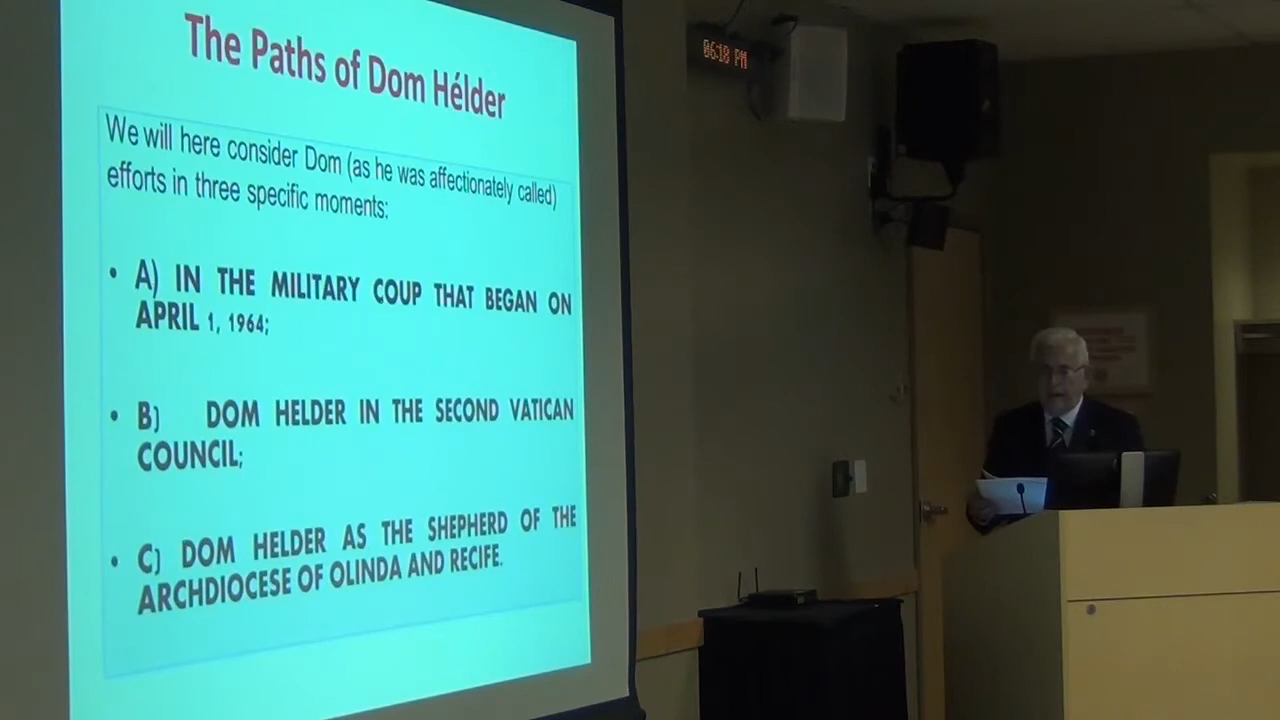 The Paths of Dom Hélder
We will here consider Dom (as he was affectionately called)
efforts in three specific moments:
• A) IN THE MILITARY COUP THAT BEGAN ON
APRIL 1, 1964;
• B) DOM HELDER IN THE SECOND VATICAN
COUNCIL;
• C) DOM HELDER AS THE SHEPHERD OF THE
ARCHDIOCESE OF OLINDA AND RECIFE.
06:18 PM